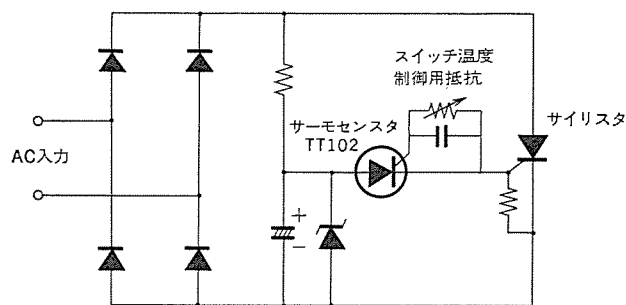 スイッチ温度
制御用抵抗
サーモセンスタ
TT102
サイリスタ
AC入力
+
−